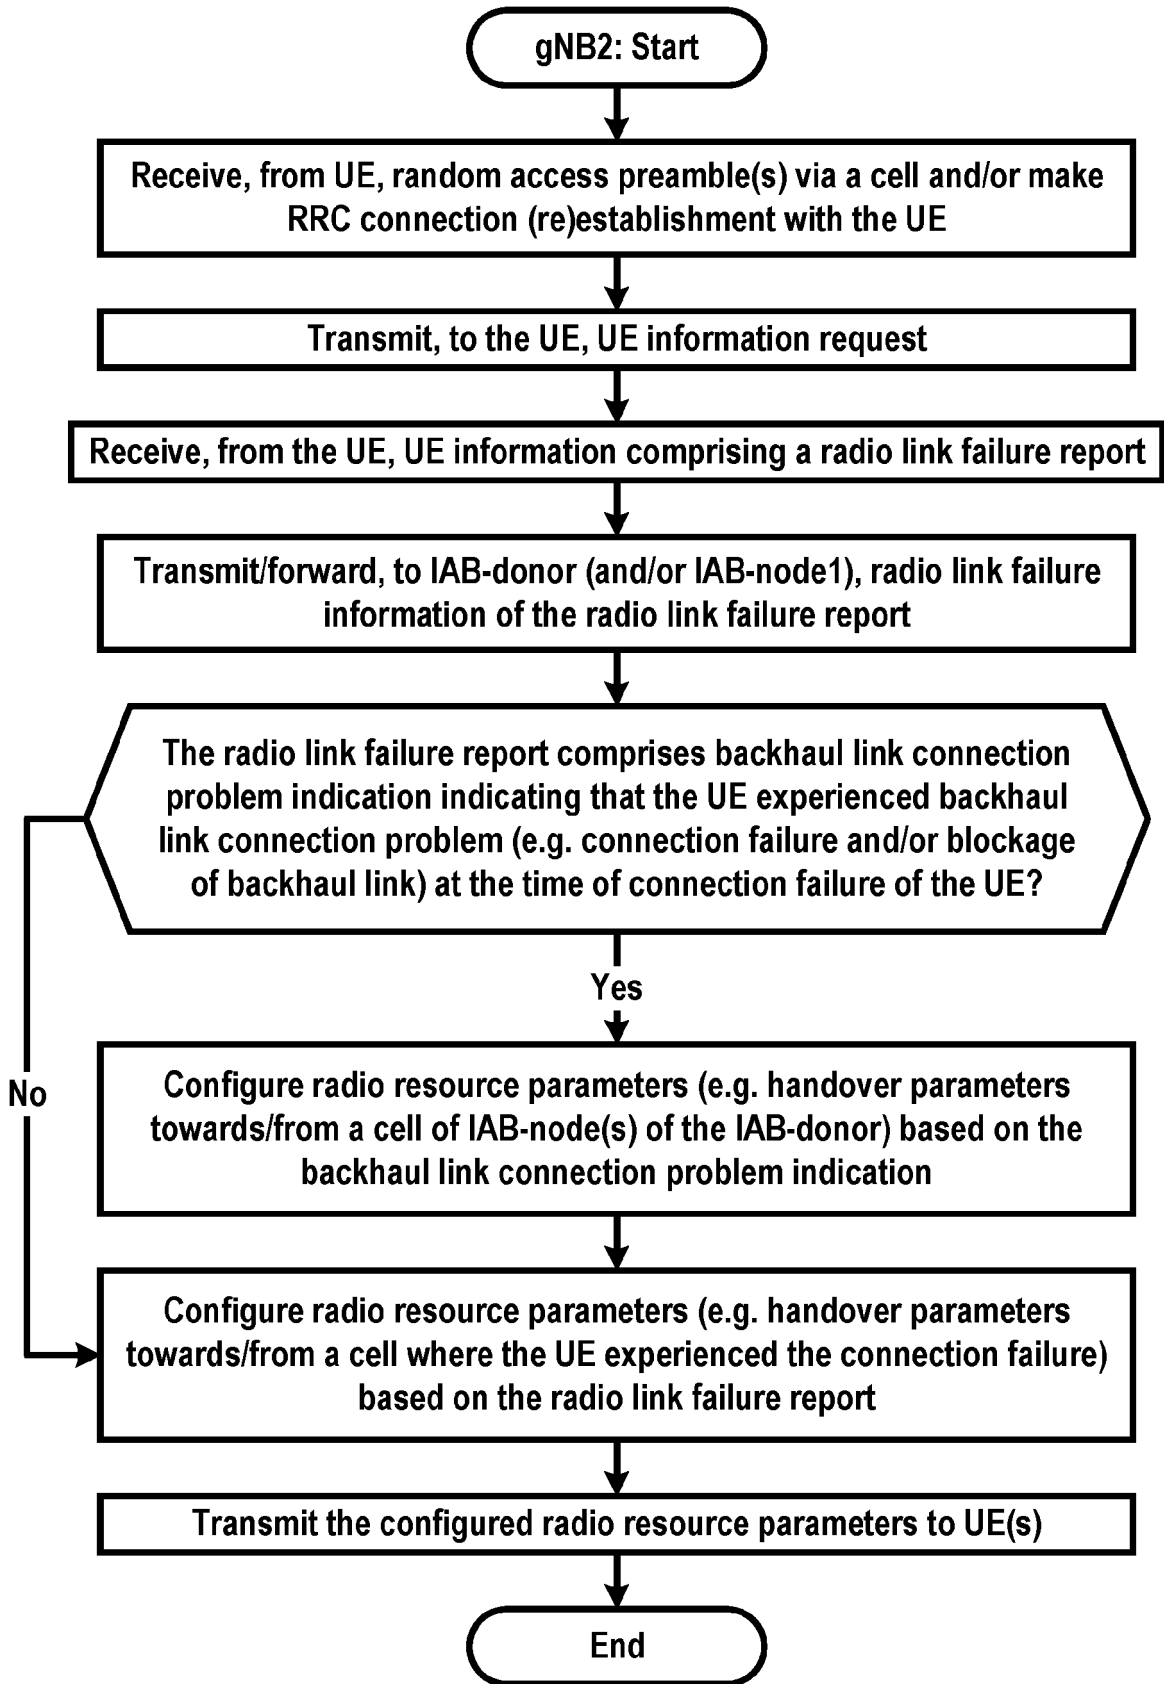 gNB2: Start
Receive, from UE, random access preamble(s) via a cell and/or make
RRC connection (re)establishment with the UE
Transmit, to the UE, UE information request
Receive, from the UE, UE information comprising a radio link failure report
Transmit/forward, to IAB-donor (and/or IAB-node1), radio link failure
information of the radio link failure report
The radio link failure report comprises backhaul link connection
problem indication indicating that the UE experienced backhaul
link connection problem (e.g. connection failure and/or blockage
of backhaul link) at the time of connection failure of the UE?
Yes
No
Configure radio resource parameters (e.g. handover parameters
towards/from a cell of IAB-node(s) of the IAB-donor) based on the
backhaul link connection problem indication
Configure radio resource parameters (e.g. handover parameters
towards/from a cell where the UE experienced the connection failure)
based on the radio link failure report
Transmit the configured radio resource parameters to UE(s)
End